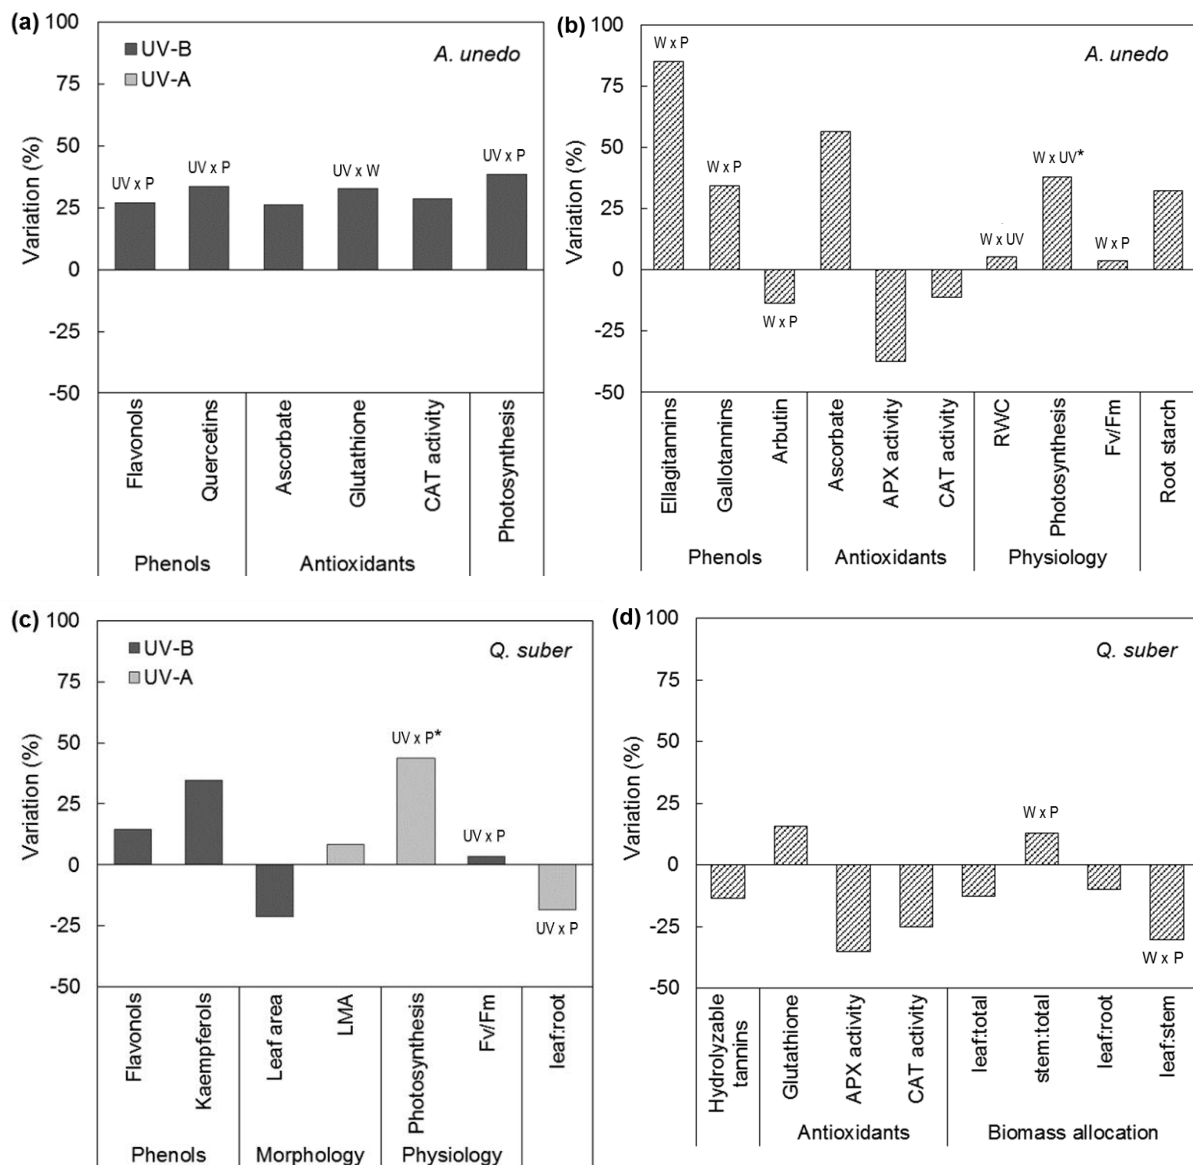 (a)
100
75
50
25
0
-25
-50
Variation (%)
UV-B
UV-A
A. unedo
UV x P
UV x P
UV x W
UV x P
Flavonols
Quercetins
Ascorbate
Glutathione
CAT activity
Photosynthesis
Phenols
Antioxidants
(b)
100
75
50
25
0
-25
-50
Variation (%)
A. unedo
W x P
W x P
W x P
W x UV
W x UV*
W x P
Ellagitannins
Gallotannins
Arbutin
Ascorbate
APX activity
CAT activity
RWC
Photosynthesis
Fv/Fm
Root starch
Phenols
Antioxidants
Physiology
(c)
100
75
50
25
0
-25
-50
Variation (%)
UV-B
UV-A
Q. suber
UV x P*
UV x P
UV x P
Flavonols
Kaempferols
Leaf area
LMA
Photosynthesis
Fv/Fm
leaf:root
Phenols
Morphology
Physiology
(d)
100
75
50
25
0
-25
-50
Variation (%)
Q. suber
W x P
W x P
Hydrolyzable
tannins
Glutathione
APX activity
CAT activity
leaf:total
stem:total
leaf:root
leaf:stem
Antioxidants
Biomass allocation